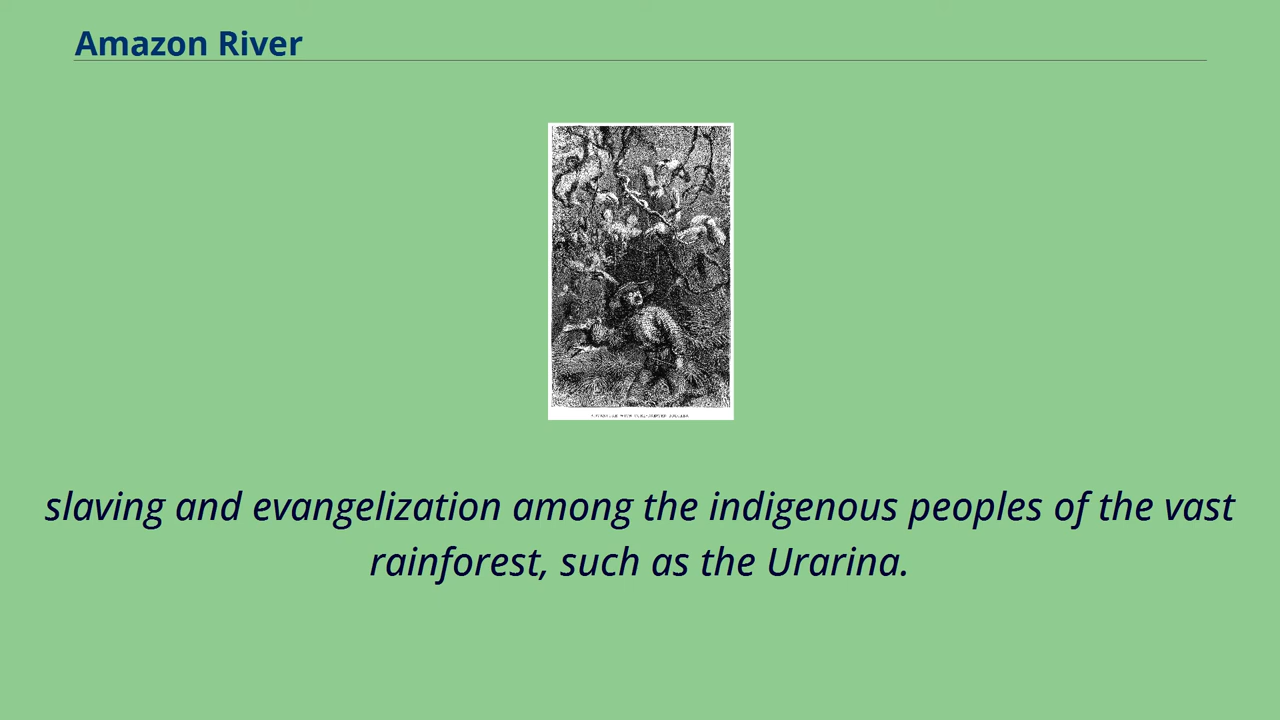 Amazon River
slaving and evangelization among the indigenous peoples of the vast
rainforest, such as the Urarina.